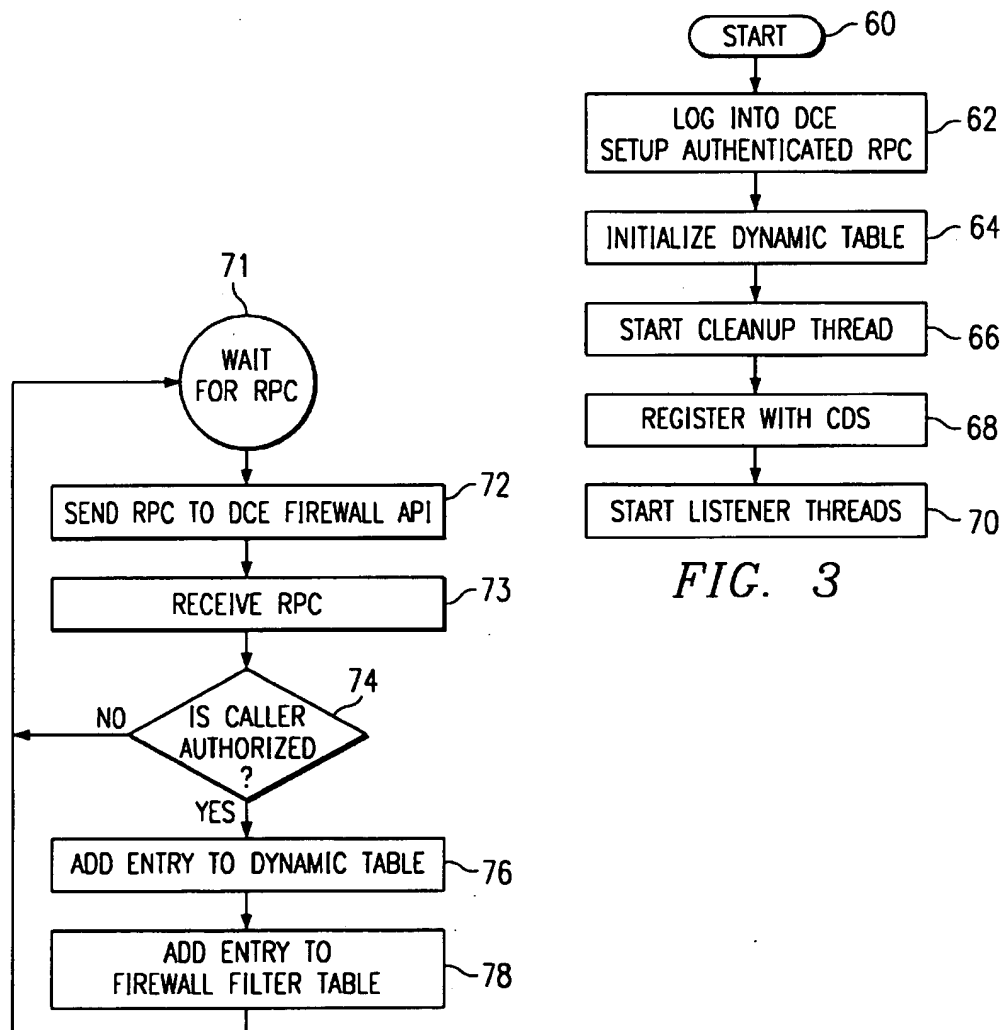 START
60
LOG INTO DCE
SETUP AUTHENTICATED RPC
62
INITIALIZE DYNAMIC TABLE
64
START CLEANUP THREAD
66
REGISTER WITH CDS
68
START LISTENER THREADS
70
FIG. 3
71
WAIT
FOR RPC
SEND RPC TO DCE FIREWALL API
72
RECEIVE RPC
73
74
NO
IS CALLER
AUTHORIZED
?
YES
ADD ENTRY TO DYNAMIC TABLE
76
ADD ENTRY TO
FIREWALL FILTER TABLE
78